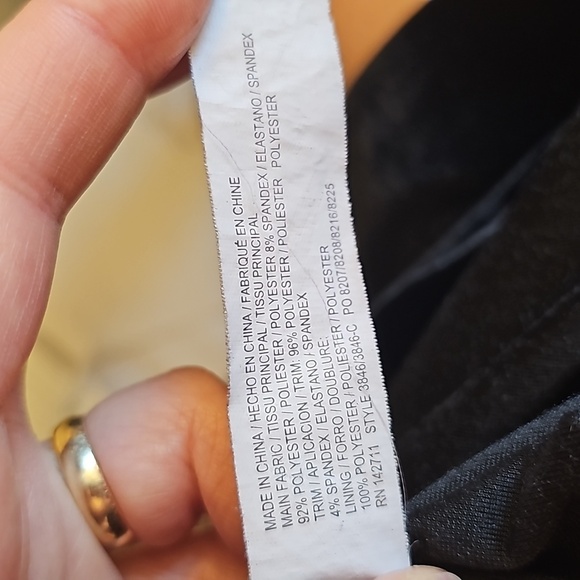 MADE IN CHINA / HECHO EN CHINA / FABRIQUÉ EN CHINE
MAIN FABRIC / TISSU PRINCIPAL / TISSU PRINCIPAL
92% POLYESTER / POLIESTER / POLYESTER 8% SPANDEX / ELASTANO / SPANDEX
TRIM / APLICACION / TRIM: 96% POLYESTER / POLIESTER / POLYESTER
4% SPANDEX / ELASTANO / SPANDEX
LINING / FORRO / DOUBLURE:
100% POLYESTER / POLIESTER / POLYESTER
RN 142711 STYLE 3846/3846-C PO 8207/8208/8216/8225